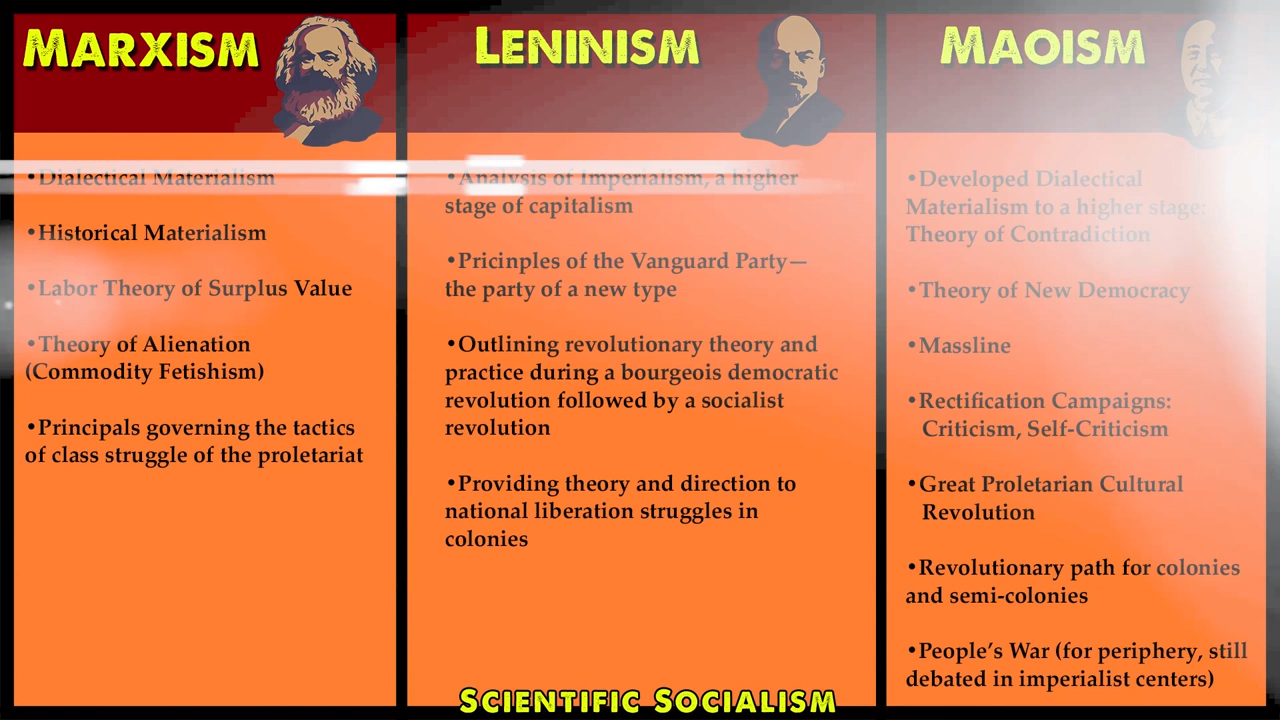 MARXISM
•Dialectical Materialism
•Historical Materialism
•Labor Theory of Surplus Value
•Theory of Alienation
(Commodity Fetishism)
•Principals governing the tactics
of class struggle of the proletariat
LENINISM
•Analysis of Imperialism, a higher
stage of capitalism
•Pricinples of the Vanguard Party—
the party of a new type
•Outlining revolutionary theory and
practice during a bourgeois democratic
revolution followed by a socialist
revolution
•Providing theory and direction to
national liberation struggles in
colonies
MAOISM
•Developed Dialectical
Materialism to a higher stage:
Theory of Contradiction
•Theory of New Democracy
•Massline
•Rectification Campaigns:
Criticism, Self-Criticism
•Great Proletarian Cultural
Revolution
•Revolutionary path for colonies
and semi-colonies
•People’s War (for periphery, still
debated in imperialist centers)
SCIENTIFIC SOCIALISM